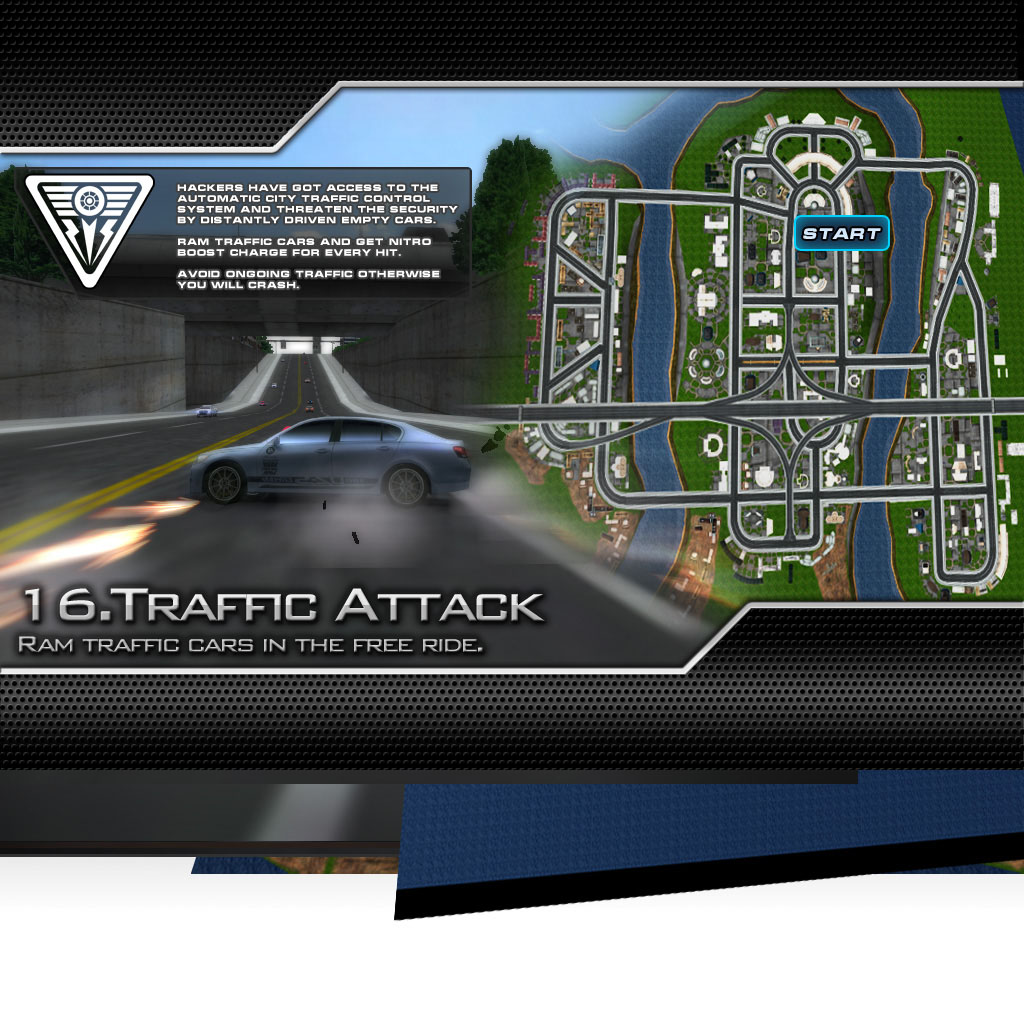 HACKERS HAVE GOT ACCESS TO THE
AUTOMATIC CITY TRAFFIC CONTROL
SYSTEM AND THREATEN THE SECURITY
BY DISTANTLY DRIVEN EMPTY CARS.
RAM TRAFFIC CARS AND GET NITRO
BOOST CHARGE FOR EVERY HIT.
AVOID ONGOING TRAFFIC OTHERWISE
YOU WILL CRASH.
START
16.TRAFFIC ATTACK
RAM TRAFFIC CARS IN THE FREE RIDE.